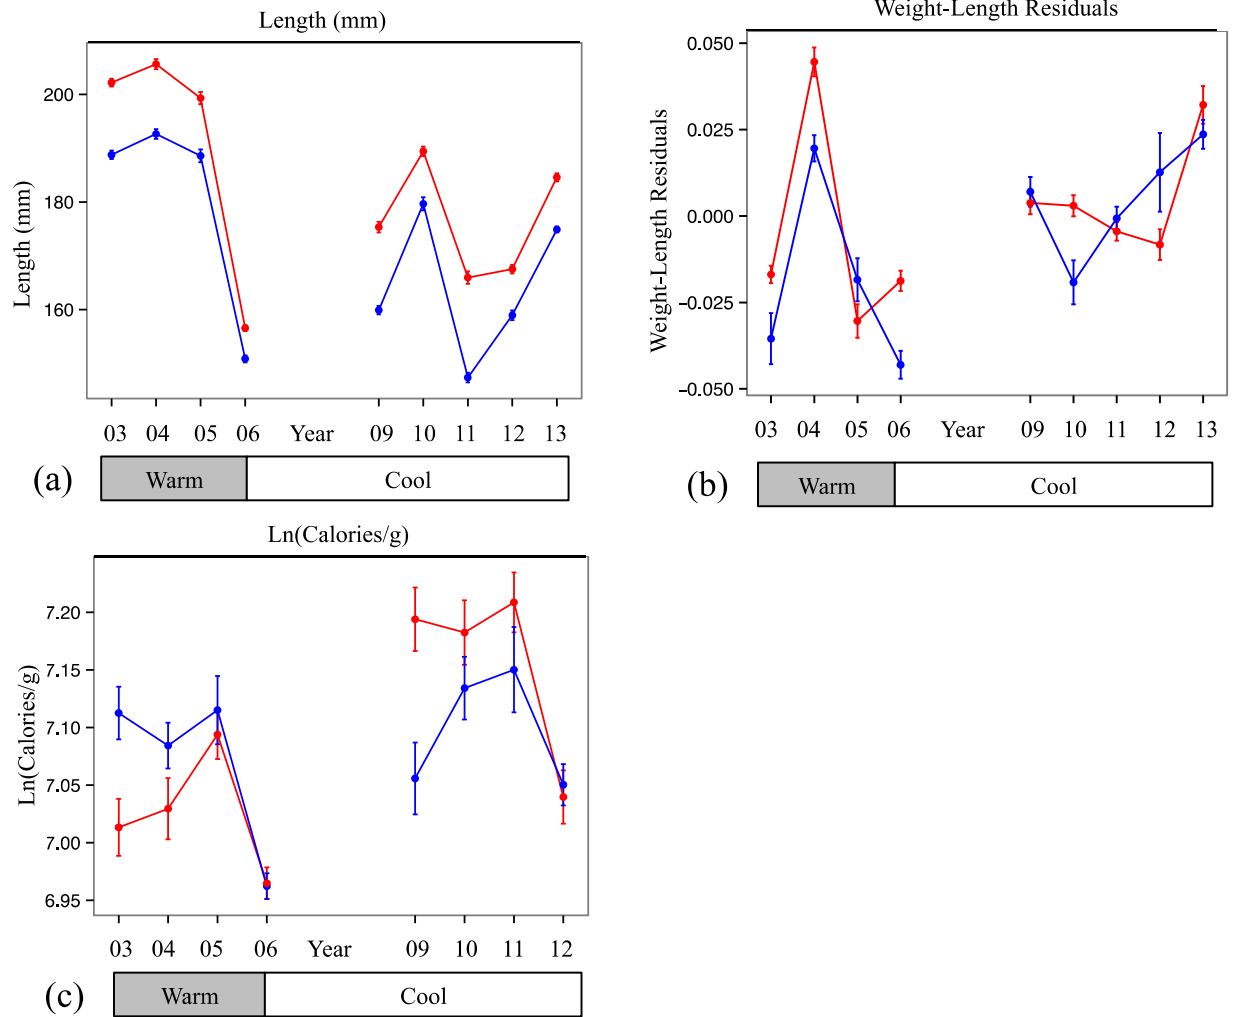 Length (mm)
Length (mm)
200
180
160
03 04 05 06 Year 09 10 11 12 13
(a) Warm Cool
Weight-Length Residuals
Weight-Length Residuals
0.050
0.025
0.000
−0.025
−0.050
03 04 05 06 Year 09 10 11 12 13
(b) Warm Cool
Ln(Calories/g)
Ln(Calories/g)
7.20
7.15
7.10
7.05
7.00
6.95
03 04 05 06 Year 09 10 11 12
(c) Warm Cool